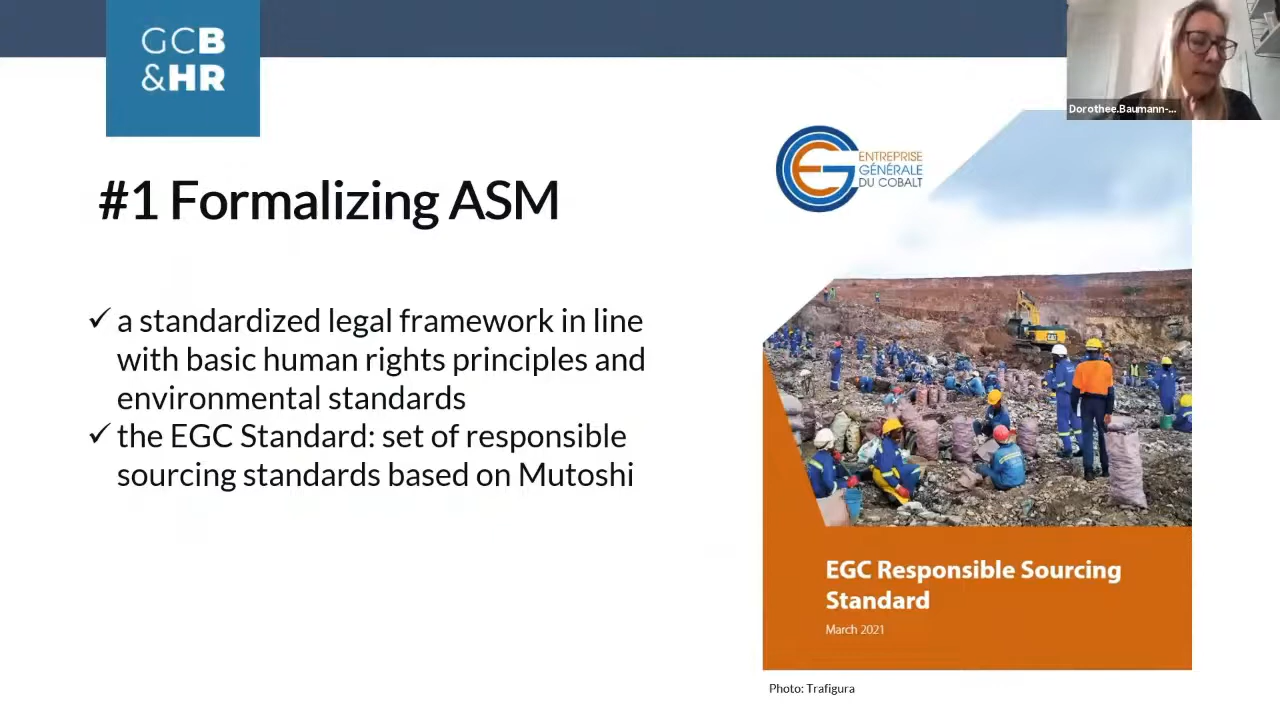 GCB
&HR
Dorothee.Baumann-...
#1 Formalizing ASM
a standardized legal framework in line
with basic human rights principles and
environmental standards
the EGC Standard: set of responsible
sourcing standards based on Mutoshi
ENTREPRISE
GÉNÉRALE
DU COBALT
CAT
EGC Responsible Sourcing
Standard
March 2021
Photo: Trafigura